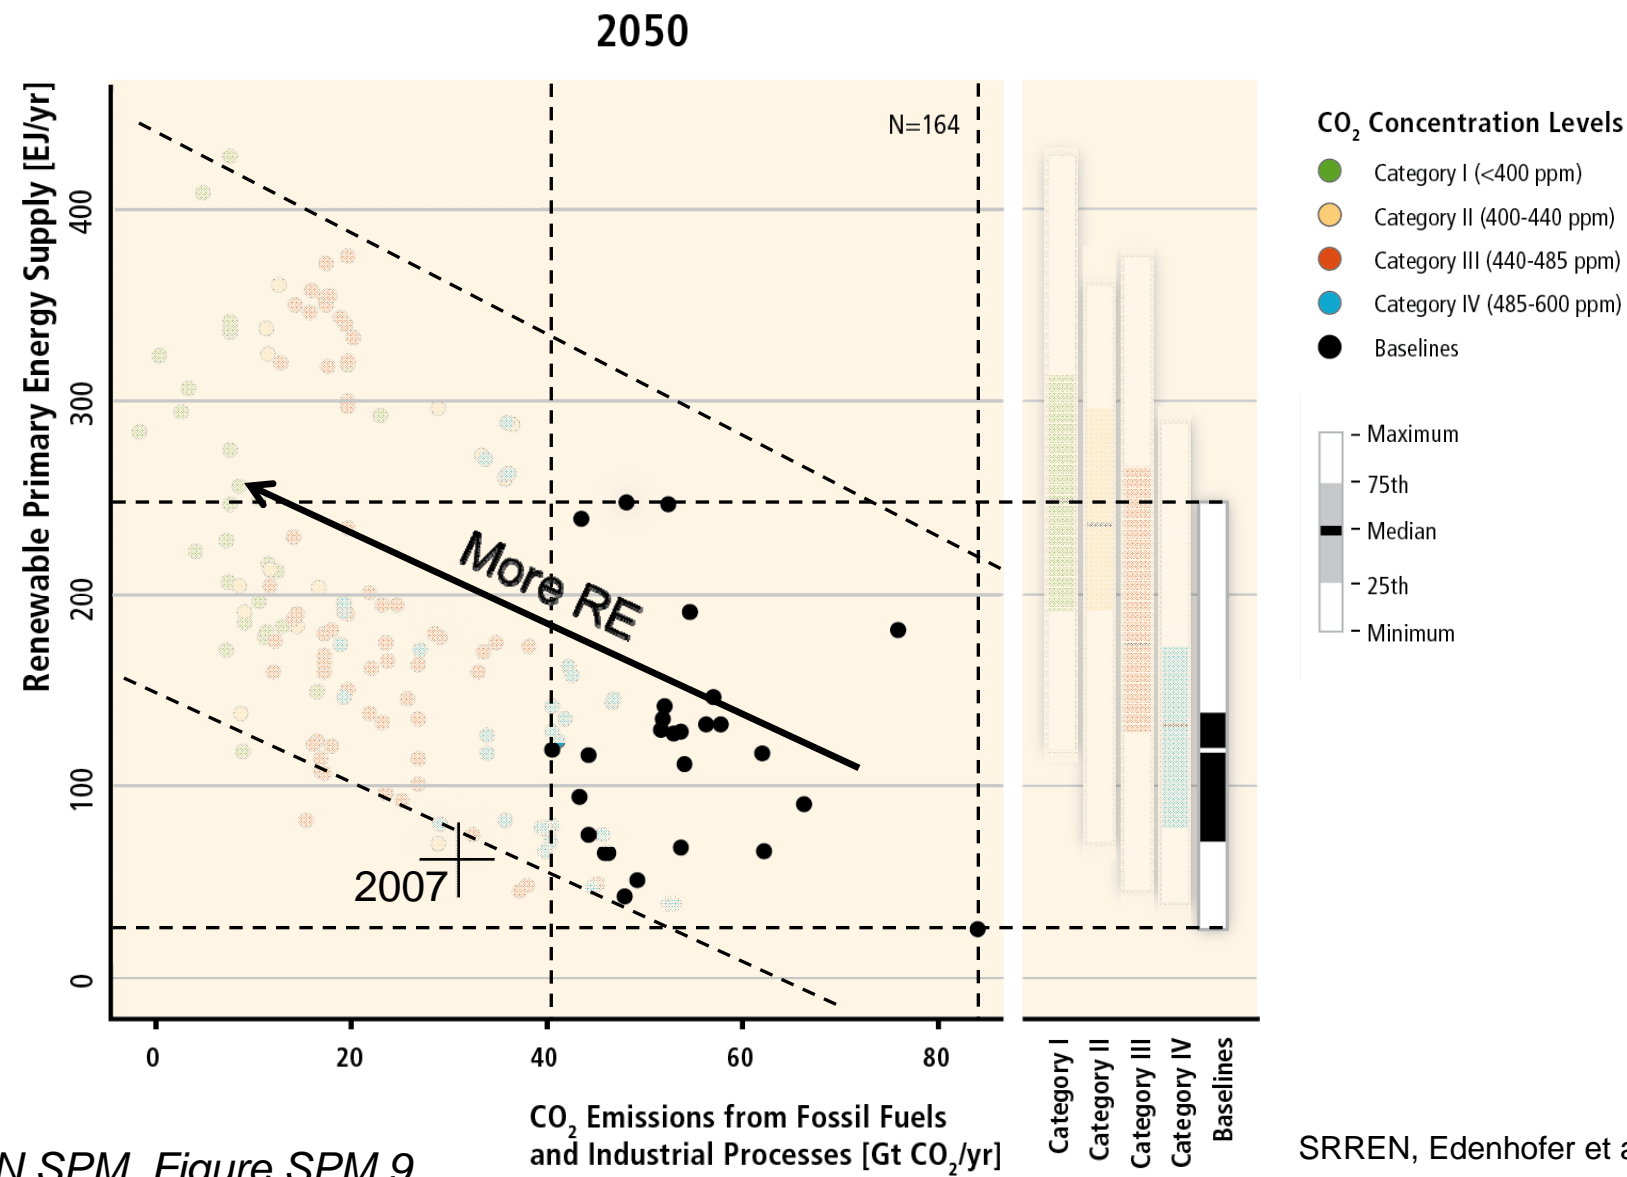 2050
Renewable Primary Energy Supply [EJ/yr]
400
300
200
100
0
N=164
More RE
2007
0
20
40
60
80
CO2 Emissions from Fossil Fuels
and Industrial Processes [Gt CO2/yr]
Category I
Category II
Category III
Category IV
Baselines
CO2 Concentration Levels
Category I (<400 ppm)
Category II (400-440 ppm)
Category III (440-485 ppm)
Category IV (485-600 ppm)
Baselines
Maximum
75th
Median
25th
Minimum
N SPM, Figure SPM.9
SRREN, Edenhofer et a